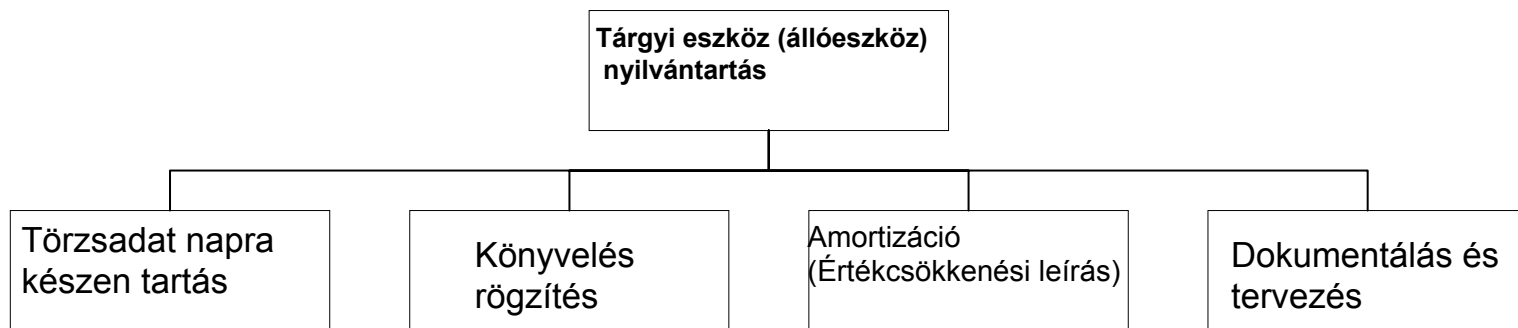 Tárgyi eszköz (állóeszköz)
nyilvántartás
Törzsadat napra
készen tartás
Könyvelés
rögzítés
Amortizáció
(Értékcsökkenési leírás)
Dokumentálás és
tervezés